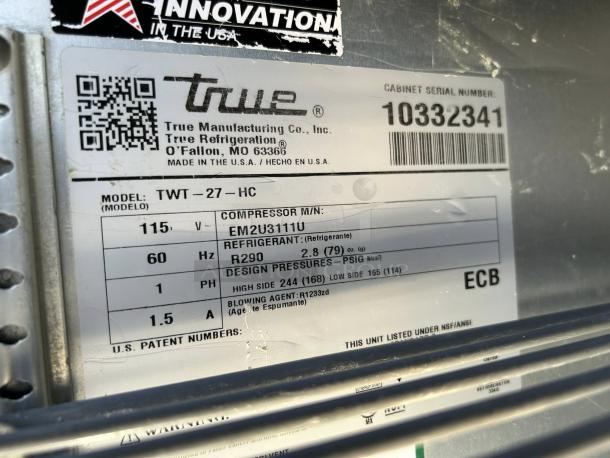 INNOVATION
IN THE USA
true ®
True Manufacturing Co., Inc.
True Refrigeration®
O'Fallon, MO 63366
MADE IN THE U.S.A. / HECHO EN U.S.A.
CABINET SERIAL NUMBER:
10332341
MODEL: TWT-27-HC
(MODELO)
115 V~
60 Hz
1 PH
1.5 A
COMPRESSOR M/N:
EM2U3111U
REFRIGERANT: (Refrigerante)
R290 2.8 (79) oz. (g)
DESIGN PRESSURES-PSIG
HIGH SIDE 244 (168) LOW SIDE 165 (114)
BLOWING AGENT: R1233zd
(Agente Espumante)
ECB
U.S. PATENT NUMBERS:
THIS UNIT LISTED UNDER NSF/ANSI
WARNING